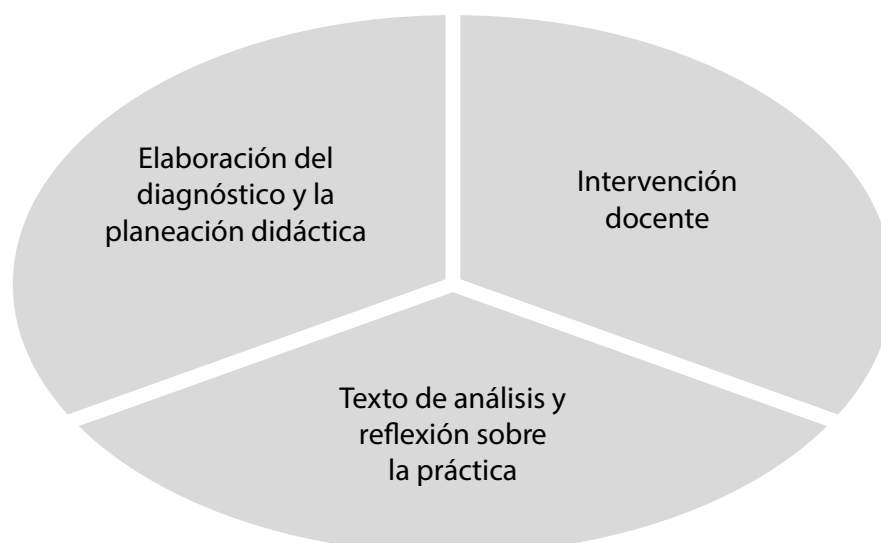 Elaboración del
diagnóstico y la
planeación didáctica
Intervención
docente
Texto de análisis y
reflexión sobre
la práctica